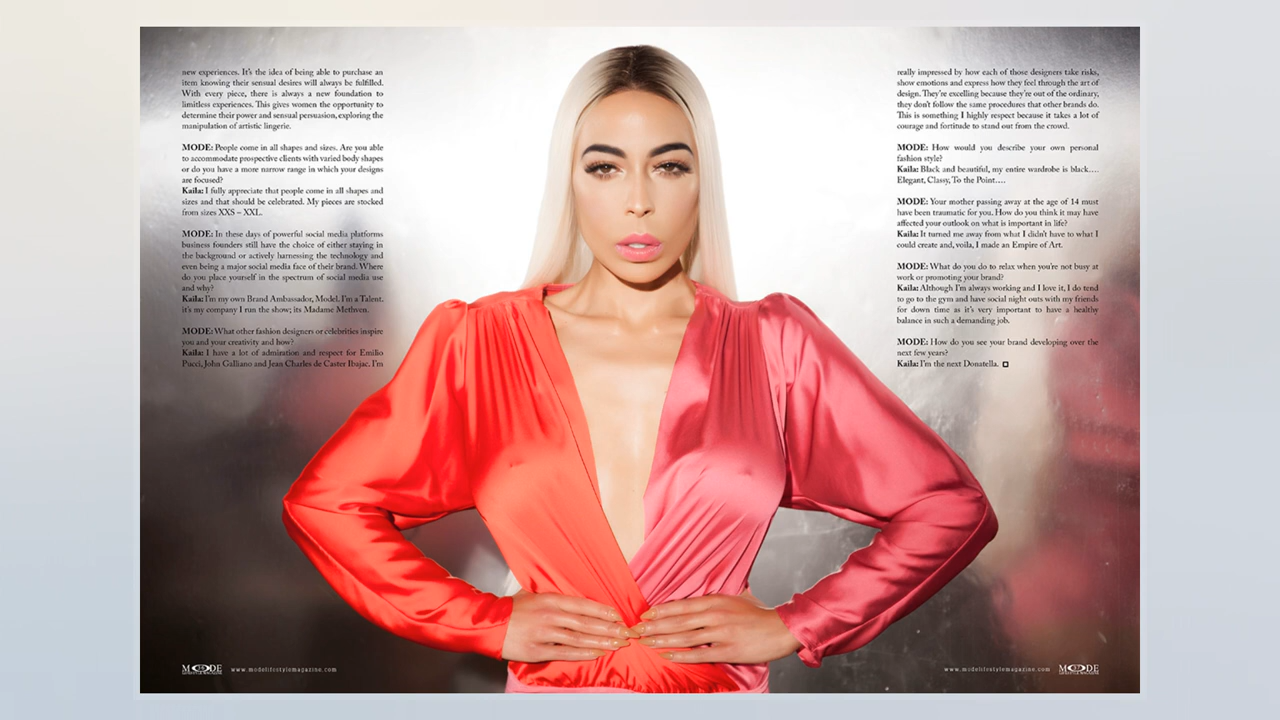 new experiences. It's the idea of being able to purchase an
item knowing their sensual desires will always be fulfilled.
With every piece, there is always a new foundation to
limitless experiences. This gives women the opportunity to
determine their power and sensual persuasion, exploring the
manipulation of artistic lingerie.
MODE: People come in all shapes and sizes. Are you able
to accommodate prospective clients with varied body shapes
or do you have a more narrow range in which your designs
are focused?
Kaila: I fully appreciate that people come in all shapes and
sizes and that should be celebrated. My pieces are stocked
from sizes XXS – XXL.
MODE: In these days of powerful social media platforms
business founders still have the choice of either staying in
the background or actively harnessing the technology and
even being a major social media face of their brand. Where
do you place yourself in the spectrum of social media use
and why?
Kaila: I'm my own Brand Ambassador, Model. I'm a Talent.
it's my company I run the show; its Madame Methven.
MODE: What other fashion designers or celebrities inspire
you and your creativity and how?
Kaila: I have a lot of admiration and respect for Emilio
Pucci, John Galliano and Jean Charles de Caster Ibajac. I'm
really impressed by how each of those designers take risks,
show emotions and express how they feel through the art of
design. They're excelling because they're out of the ordinary,
they don't follow the same procedures that other brands do.
This is something I highly respect because it takes a lot of
courage and fortitude to stand out from the crowd.
MODE: How would you describe your own personal
fashion style?
Kaila: Black and beautiful, my entire wardrobe is black….
Elegant, Classy, To the Point….
MODE: Your mother passing away at the age of 14 must
have been traumatic for you. How do you think it may have
affected your outlook on what is important in life?
Kaila: It turned me away from what I didn't have to what I
could create and, voila, I made an Empire of Art.
MODE: What do you do to relax when you're not busy at
work or promoting your brand?
Kaila: Although I'm always working and I love it, I do tend
to go to the gym and have social night outs with my friends
for down time as it's very important to have a healthy
balance in such a demanding job.
MODE: How do you see your brand developing over the
next few years?
Kaila: I'm the next Donatella.
MODE
LIFESTYLE MAGAZINE
www.modelifestylemagazine.com
www.modelifestylemagazine.com
MODE
LIFESTYLE MAGAZINE